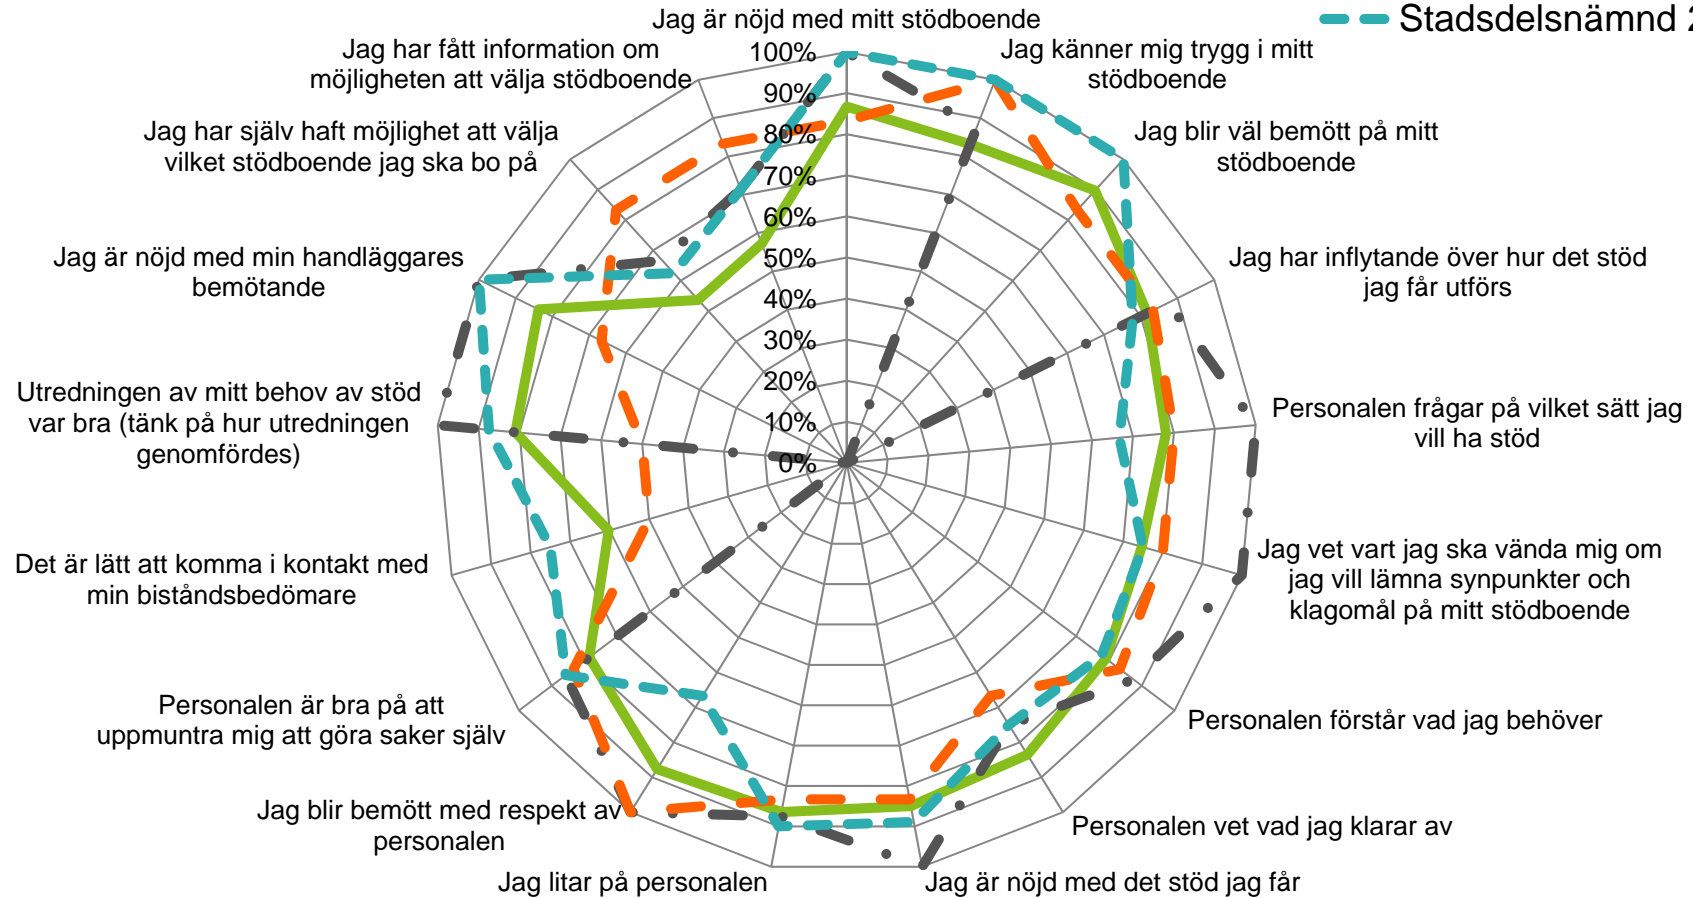 Jag är nöjd med mitt stödboende
Stadsdelsnämnd
Jag har fått information om
möjligheten att välja stödboende
Jag känner mig trygg i mitt
stödboende
Jag har själv haft möjlighet att välja
vilket stödboende jag ska bo på
Jag blir väl bemött på mitt
stödboende
Jag är nöjd med min handläggares
bemötande
Jag har inflytande över hur det stöd
jag får utförs
Utredningen av mitt behov av stöd
var bra (tänk på hur utredningen
genomfördes)
Personalen frågar på vilket sätt jag
vill ha stöd
Det är lätt att komma i kontakt med
min biståndsbedömare
Jag vet vart jag ska vända mig om
jag vill lämna synpunkter och
klagomål på mitt stödboende
Personalen är bra på att
uppmuntra mig att göra saker själv
Personalen förstår vad jag behöver
Jag blir bemött med respekt av
personalen
Personalen vet vad jag klarar av
Jag litar på personalen
Jag är nöjd med det stöd jag får
100%
90%
80%
70%
60%
50%
40%
30%
20%
10%
0%